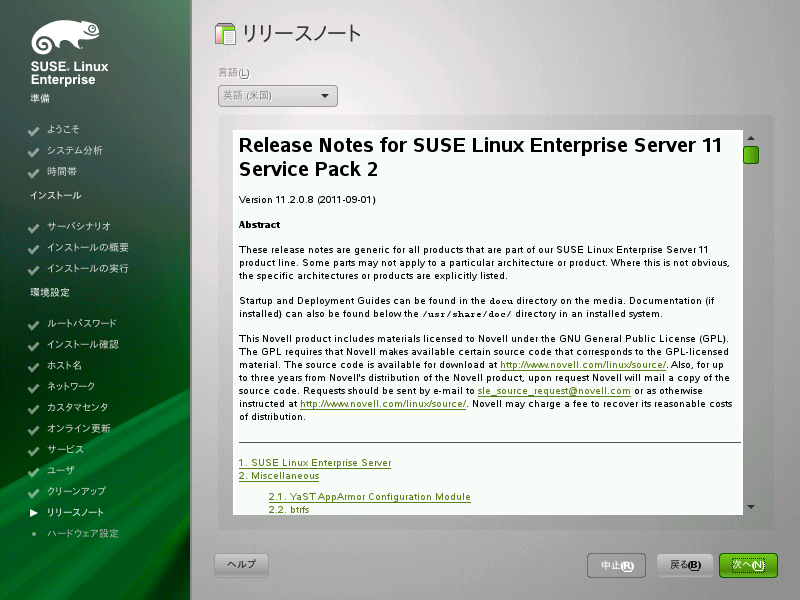 SUSE® Linux
Enterprise
準備
ようこそ
システム分析
時間帯
インストール
サーバシナリオ
インストールの概要
インストールの実行
環境設定
ルートパスワード
インストール確認
ホスト名
ネットワーク
カスタマセンタ
オンライン更新
サービス
ユーザ
クリーンアップ
リリースノート
ハードウェア設定
リリースノート
言語(L)
英語 (米国)
Release Notes for SUSE Linux Enterprise Server 11
Service Pack 2
Version 11.2.0.8 (2011-09-01)
Abstract
These release notes are generic for all products that are part of our SUSE Linux Enterprise Server 11
product line. Some parts may not apply to a particular architecture or product. Where this is not obvious,
the specific architectures or products are explicitly listed.
Startup and Deployment Guides can be found in the docu directory on the media. Documentation (if
installed) can also be found below the /usr/share/doc/ directory in an installed system.
This Novell product includes materials licensed to Novell under the GNU General Public License (GPL).
The GPL requires that Novell makes available certain source code that corresponds to the GPL-licensed
material. The source code is available for download at http://www.novell.com/linux/source/. Also, for up
to three years from Novell's distribution of the Novell product, upon request Novell will mail a copy of the
source code. Requests should be sent by e-mail to sle_source_request@novell.com or as otherwise
instructed at http://www.novell.com/linux/source/. Novell may charge a fee to recover its reasonable costs
of distribution.
1. SUSE Linux Enterprise Server
2. Miscellaneous
2.1. YaST AppArmor Configuration Module
2.2. btrfs
ヘルプ
中止(R)
戻る(B)
次へ(N)